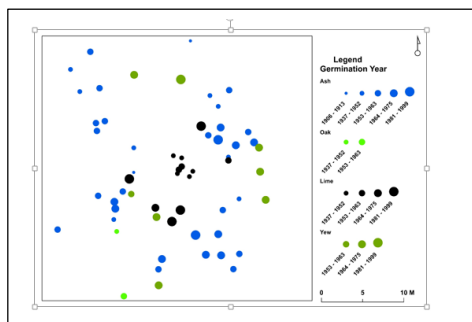 Legend
Germination Year
Ash
1906 - 1913
1937 - 1952
1953 - 1963
1964 - 1975
1981 - 1999
Oak
1937 - 1952
1953 - 1963
Lime
1937 - 1952
1953 - 1963
1964 - 1975
1981 - 1999
Yew
1953 - 1963
1964 - 1975
1981 - 1999
0 5 10 M